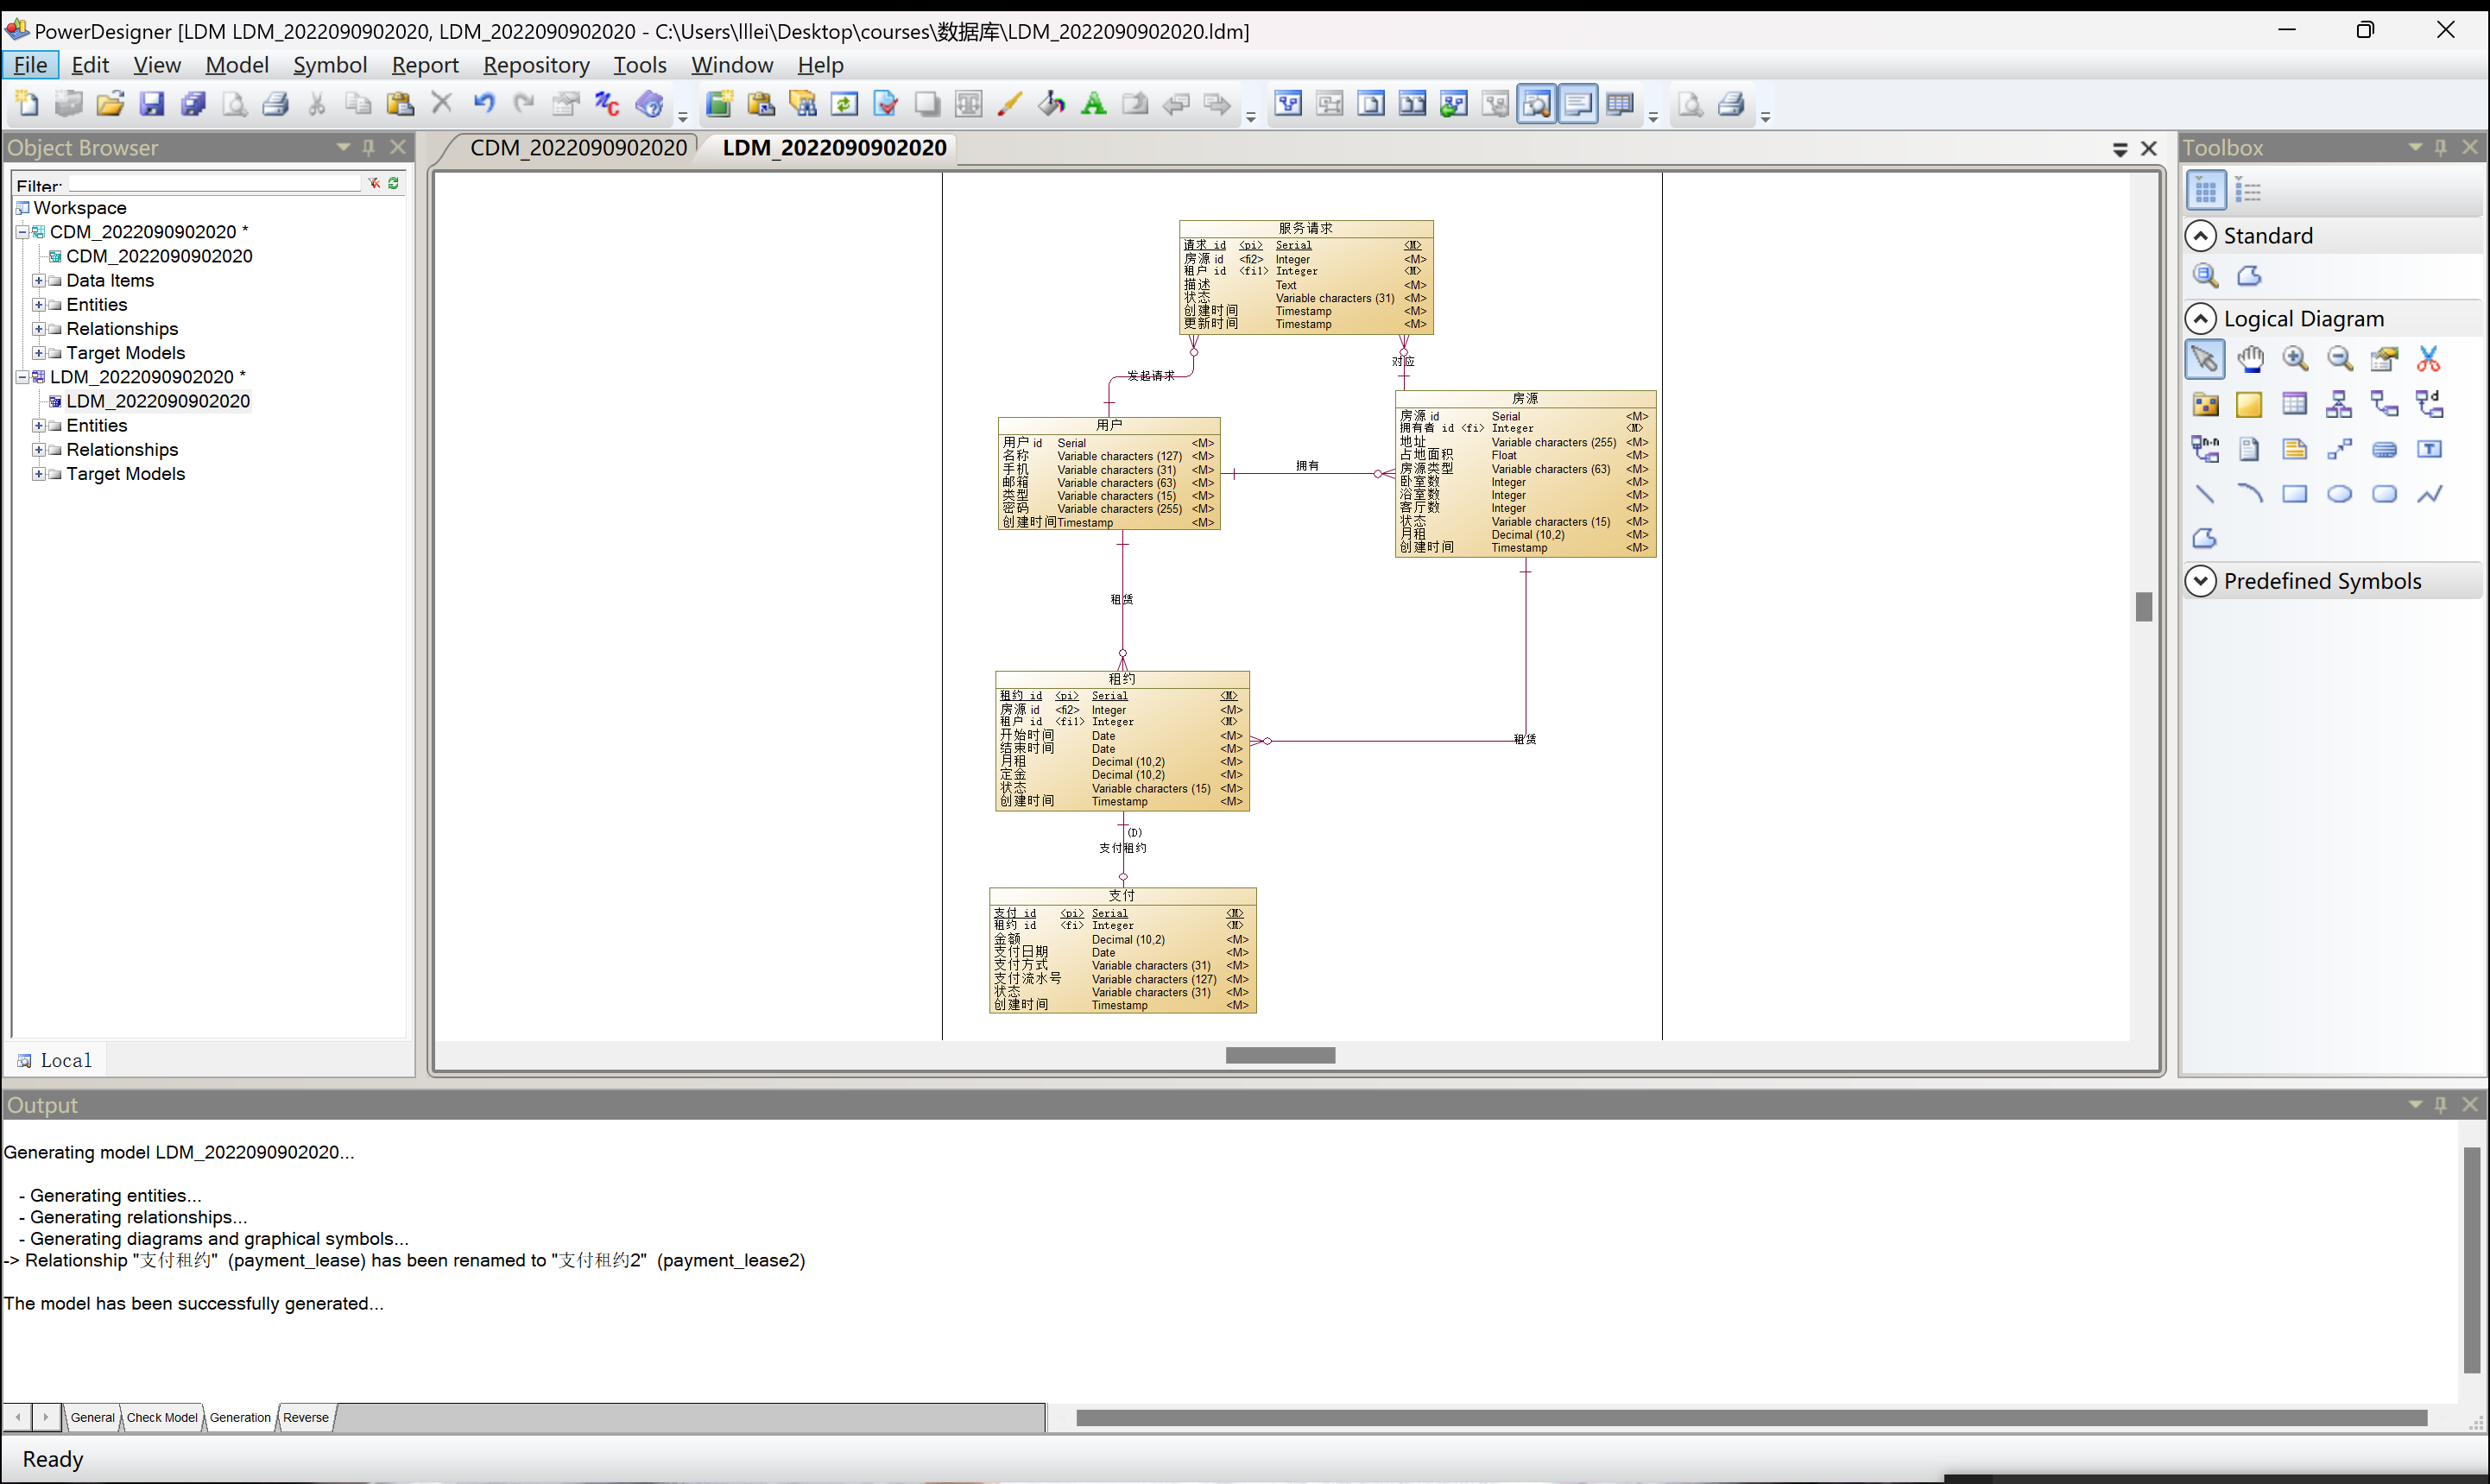 PowerDesigner [LDM LDM_2022090902020, LDM_2022090902020 - C:\Users\lllei\Desktop\courses\数据库\LDM_2022090902020.ldm]
File Edit View Model Symbol Report Repository Tools Window Help
Object Browser
Filter:
Workspace
CDM_2022090902020 *
CDM_2022090902020
Data Items
Entities
Relationships
Target Models
LDM_2022090902020 *
LDM_2022090902020
Entities
Relationships
Target Models
Local
CDM_2022090902020 LDM_2022090902020
服务请求
请求 id <pi> Serial <M>
房源 id <fi2> Integer <M>
租户 id <fi1> Integer <M>
描述 Text <M>
状态 Variable characters (31) <M>
创建时间 Timestamp <M>
更新时间 Timestamp <M>
发起请求
对应
用户
用户 id Serial <M>
名称 Variable characters (127) <M>
手机 Variable characters (31) <M>
邮箱 Variable characters (63) <M>
类型 Variable characters (15) <M>
密码 Variable characters (255) <M>
创建时间 Timestamp <M>
拥有
房源
房源 id Serial <M>
拥有者 id <fi> Integer <M>
地址 Variable characters (255) <M>
占地面积 Float <M>
房源类型 Variable characters (63) <M>
卧室数 Integer <M>
浴室数 Integer <M>
客厅数 Integer <M>
状态 Variable characters (15) <M>
月租 Decimal (10,2) <M>
创建时间 Timestamp <M>
租赁
租约
租约 id <pi> Serial <M>
房源 id <fi2> Integer <M>
租户 id <fi1> Integer <M>
开始时间 Date <M>
结束时间 Date <M>
月租 Decimal (10,2) <M>
定金 Decimal (10,2) <M>
状态 Variable characters (15) <M>
创建时间 Timestamp <M>
租赁
(D)
支付租约
支付
支付 id <pi> Serial <M>
租约 id <fi> Integer <M>
金额 Decimal (10,2) <M>
支付日期 Date <M>
支付方式 Variable characters (31) <M>
支付流水号 Variable characters (127) <M>
状态 Variable characters (31) <M>
创建时间 Timestamp <M>
Toolbox
Standard
Logical Diagram
Predefined Symbols
Output
Generating model LDM_2022090902020...
- Generating entities...
- Generating relationships...
- Generating diagrams and graphical symbols...
-> Relationship "支付租约" (payment_lease) has been renamed to "支付租约2" (payment_lease2)
The model has been successfully generated...
General Check Model Generation Reverse
Ready